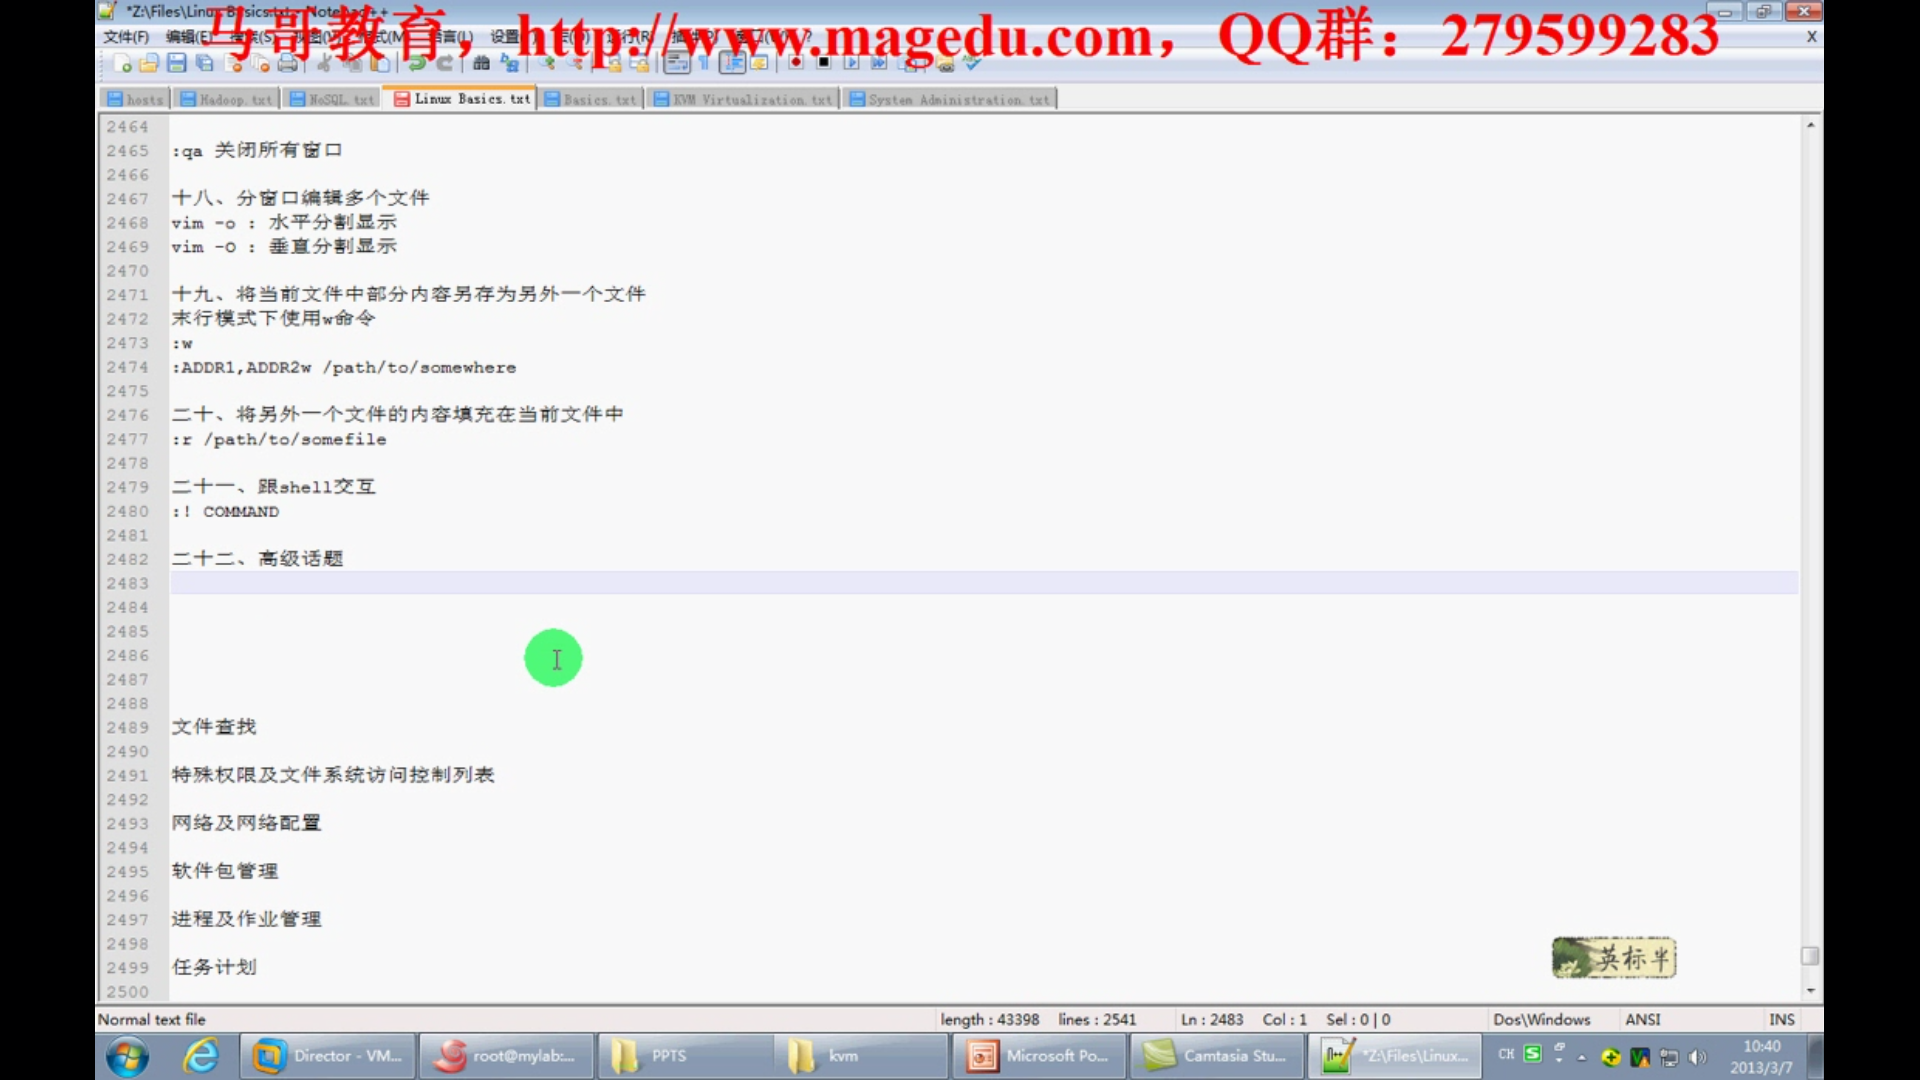 *Z:\Files\Linux Basics.txt - Notepad++
马哥教育，http://www.magedu.com，QQ群：279599283
文件(F) 编辑(E) 搜索(S) 视图(V) 格式(M) 语言(L) 设置 运行(R)
hosts Hadoop.txt NoSQL.txt Linux Basics.txt Basics.txt KVM Virtualization.txt System Administration.txt
2464
2465 :qa 关闭所有窗口
2466
2467 十八、分窗口编辑多个文件
2468 vim -o : 水平分割显示
2469 vim -O : 垂直分割显示
2470
2471 十九、将当前文件中部分内容另存为另外一个文件
2472 末行模式下使用w命令
2473 :w
2474 :ADDR1,ADDR2w /path/to/somewhere
2475
2476 二十、将另外一个文件的内容填充在当前文件中
2477 :r /path/to/somefile
2478
2479 二十一、跟shell交互
2480 :! COMMAND
2481
2482 二十二、高级话题
2483
2484
2485
2486
2487
2488
2489 文件查找
2490
2491 特殊权限及文件系统访问控制列表
2492
2493 网络及网络配置
2494
2495 软件包管理
2496
2497 进程及作业管理
2498
2499 任务计划
2500
英标半
Normal text file length : 43398 lines : 2541 Ln : 2483 Col : 1 Sel : 0 | 0 Dos\Windows ANSI INS
Director - VM... root@mylab:... PPTS kvm Microsoft Po... Camtasia Stu... *Z:\Files\Linux... CH 10:40
2013/3/7